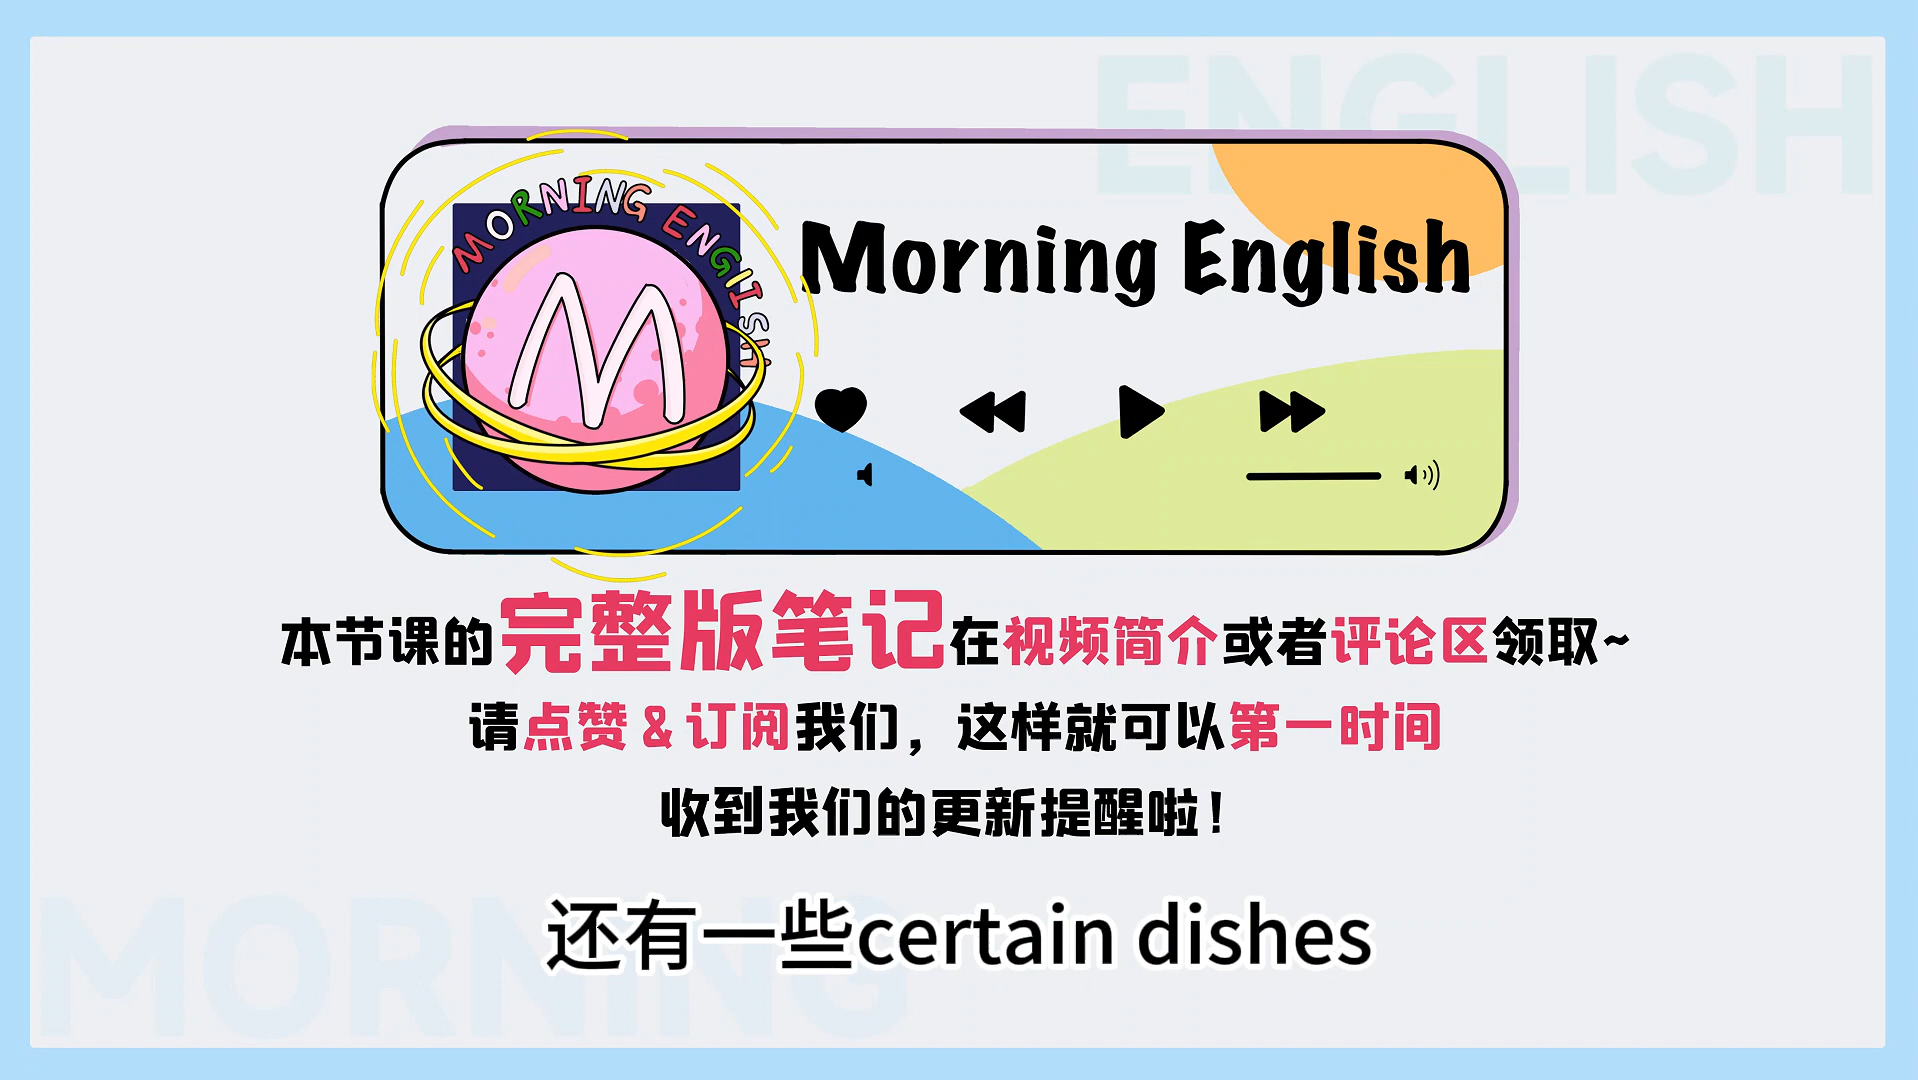 ENGLISH
MORNING ENGLISH
M
Morning English
本节课的完整版笔记在视频简介或者评论区领取~
请点赞&订阅我们，这样就可以第一时间
收到我们的更新提醒啦！
还有一些certain dishes
MORNING